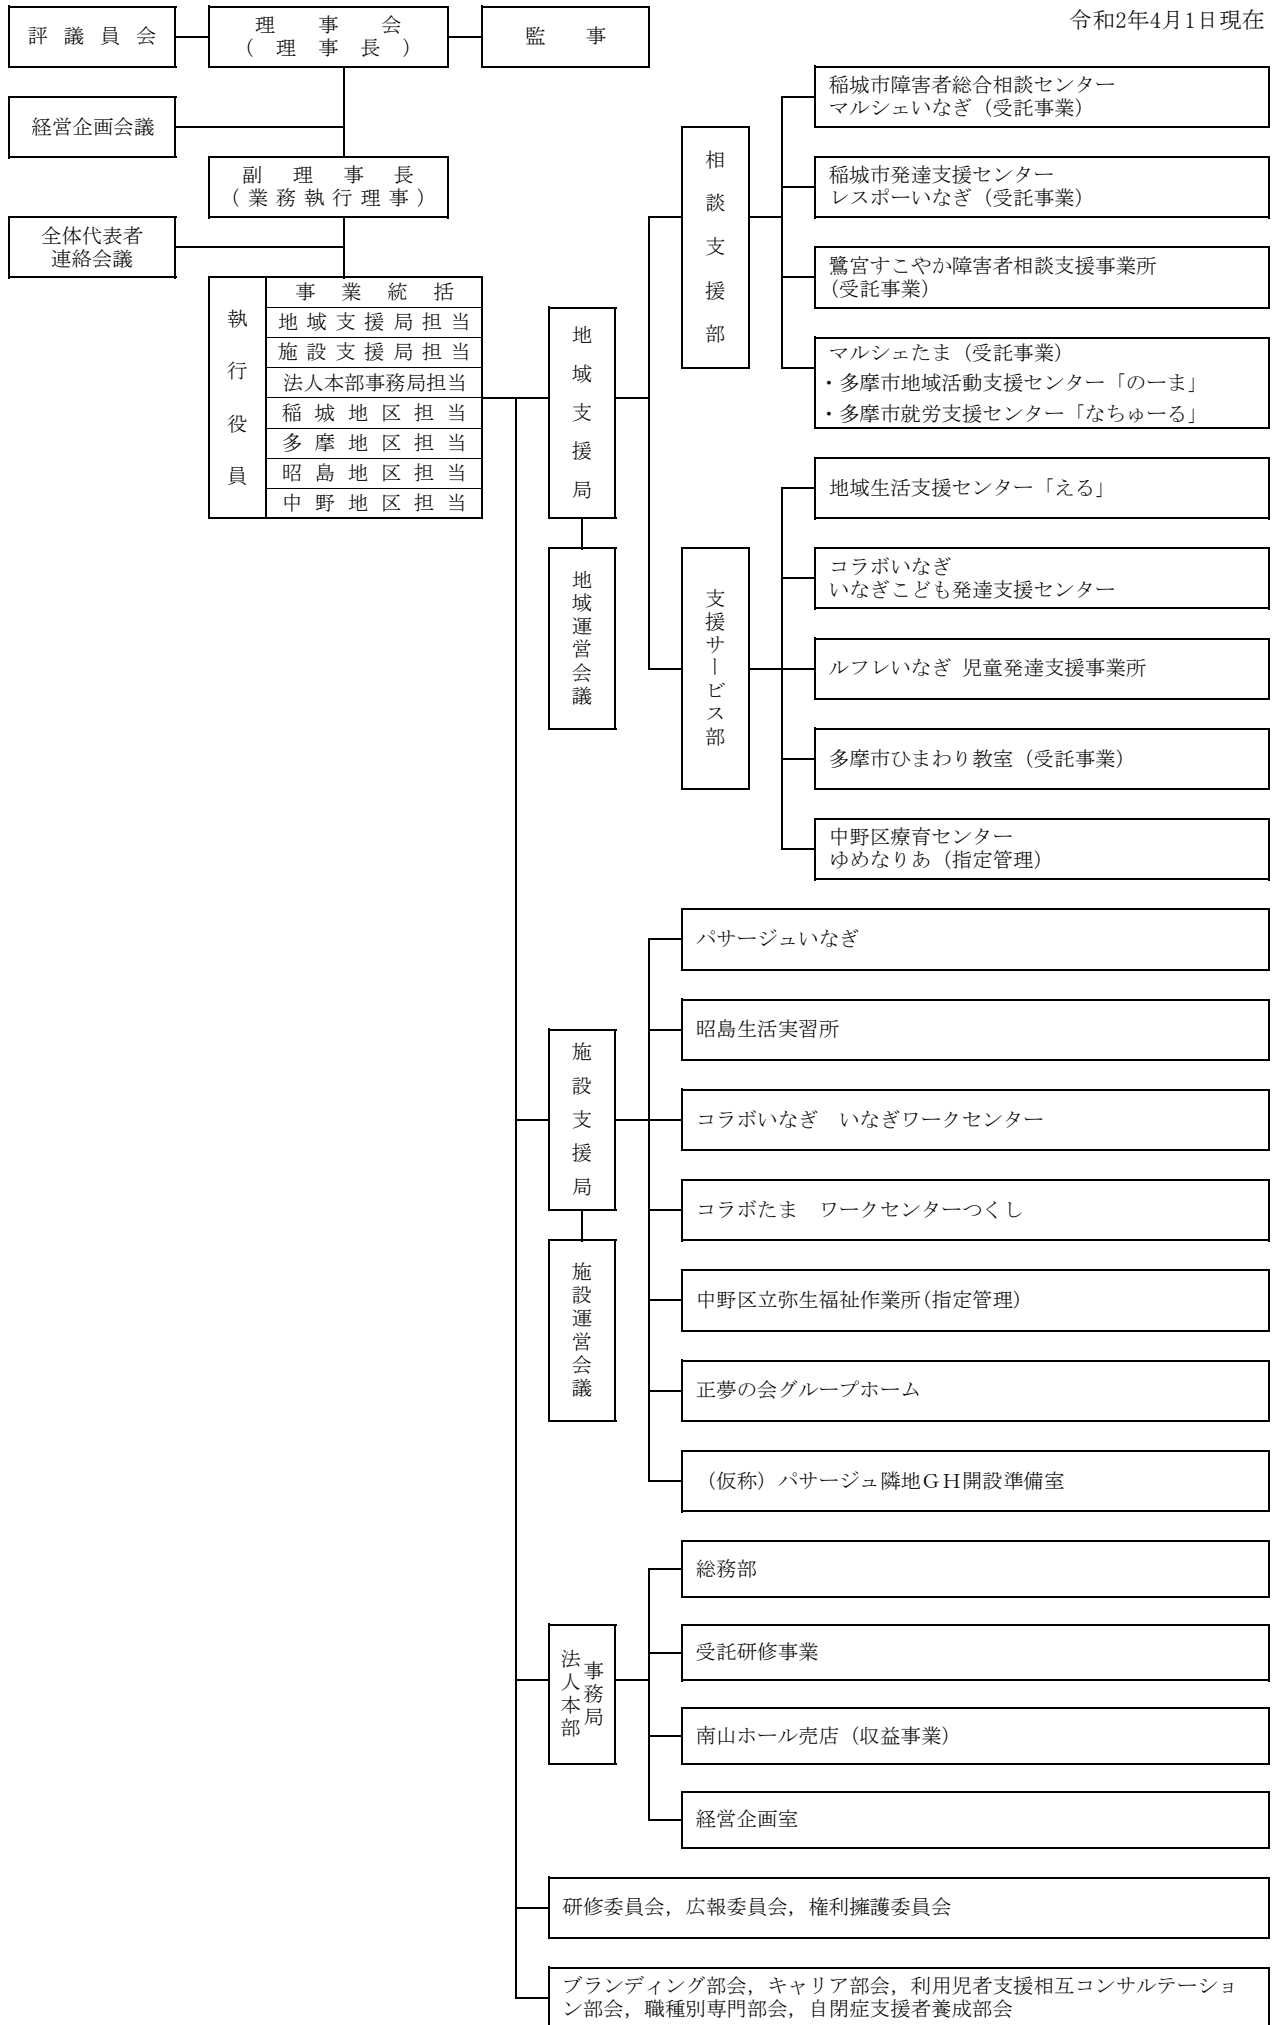 令和2年4月1日現在
評議員会
理事会
（理事長）
監事
経営企画会議
副理事長
（業務執行理事）
全体代表者
連絡会議
執行役員
事業統括
地域支援局担当
施設支援局担当
法人本部事務局担当
稲城地区担当
多摩地区担当
昭島地区担当
中野地区担当
地域支援局
地域運営会議
相談支援部
稲城市障害者総合相談センター
マルシェいなぎ（受託事業）
稲城市発達支援センター
レスポーいなぎ（受託事業）
鷺宮すこやか障害者相談支援事業所
(受託事業）
マルシェたま（受託事業）
・多摩市地域活動支援センター「のーま」
・多摩市就労支援センター「なちゅーる」
支援サービス部
地域生活支援センター「える」
コラボいなぎ
いなぎこども発達支援センター
ルフレいなぎ 児童発達支援事業所
多摩市ひまわり教室（受託事業）
中野区療育センター
ゆめなりあ（指定管理）
施設支援局
施設運営会議
パサージュいなぎ
昭島生活実習所
コラボいなぎ　いなぎワークセンター
コラボたま　ワークセンターつくし
中野区立弥生福祉作業所(指定管理)
正夢の会グループホーム
（仮称）パサージュ隣地ＧＨ開設準備室
法人本部
事務局
総務部
受託研修事業
南山ホール売店（収益事業）
経営企画室
研修委員会，広報委員会，権利擁護委員会
ブランディング部会，キャリア部会，利用児者支援相互コンサルテーショ
ン部会，職種別専門部会，自閉症支援者養成部会